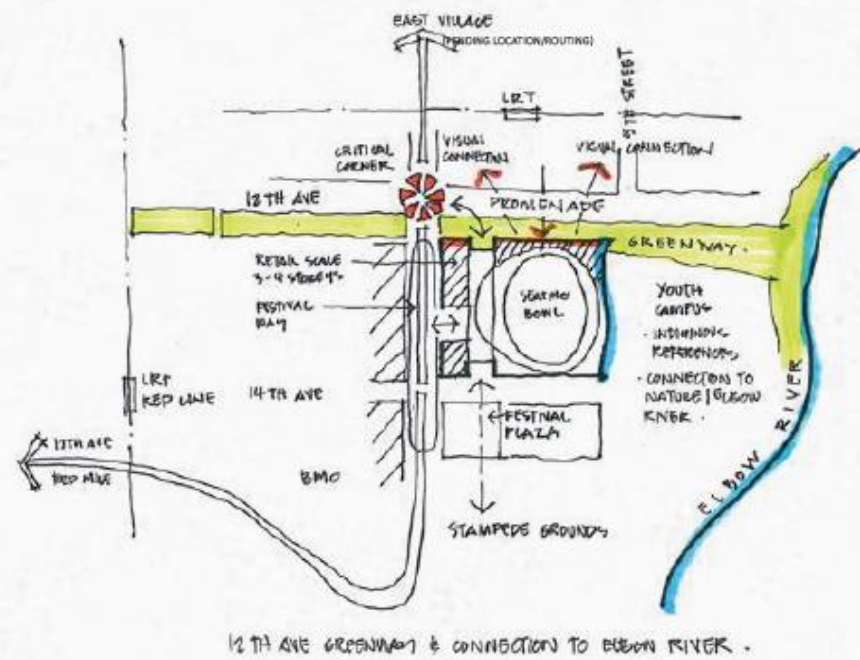 EAST VILLAGE
(PENDING LOCATION/ROUTING)
LRT
5TH STREET
CRITICAL
CORNER
VISUAL
CONNECTION
VISUAL CONNECTION
12TH AVE
PROMENADE
GREENWAY.
RETAIL SCALE
3-4 STOREYS
FESTIVAL
WAY
SEATING
BOWL
YOUTH
CAMPUS
• INDIGENOUS
REFERENCES
• CONNECTION TO
NATURE/ELBOW
RIVER.
LRT
RED LINE
14TH AVE
FESTIVAL
PLAZA
17TH AVE
RED MILE
BMO
ELBOW RIVER
STAMPEDE GROUNDS
12TH AVE GREENWAY & CONNECTION TO ELBOW RIVER.